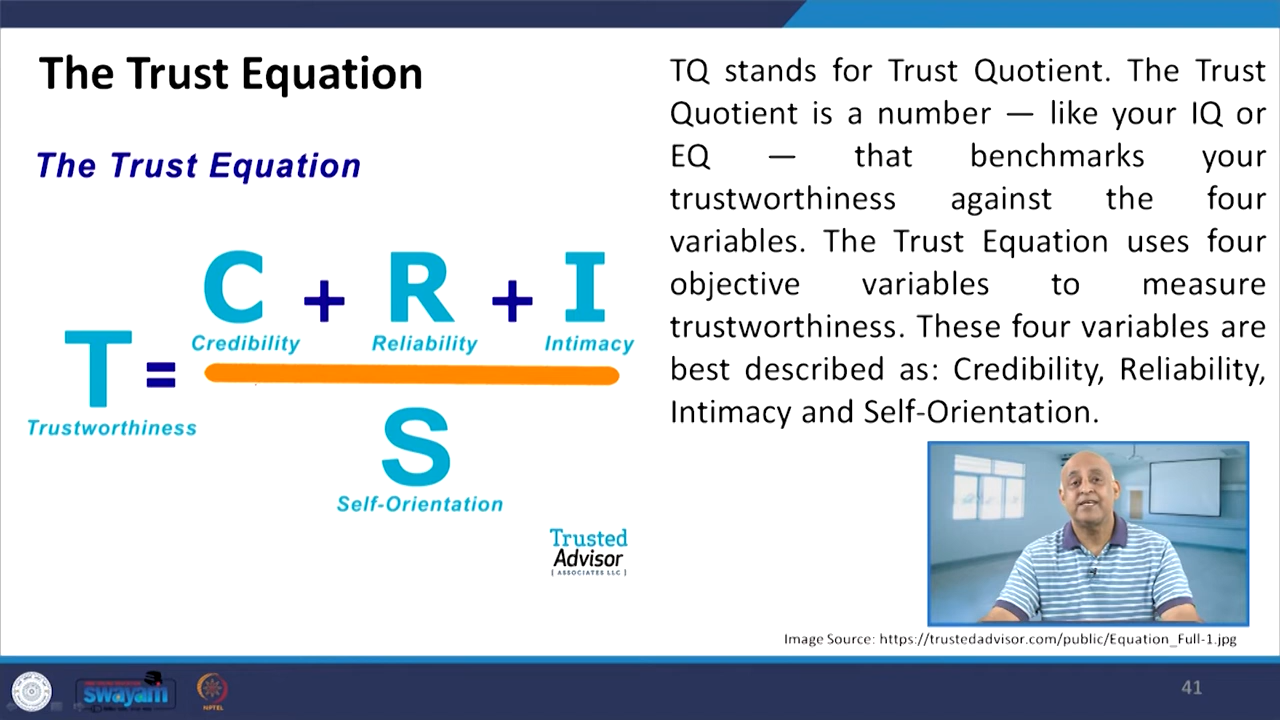 The Trust Equation
The Trust Equation
C + R + I
Credibility Reliability Intimacy
T =
Trustworthiness
S
Self-Orientation
Trusted
Advisor
{ ASSOCIATES LLC }
TQ stands for Trust Quotient. The Trust
Quotient is a number — like your IQ or
EQ — that benchmarks your
trustworthiness against the four
variables. The Trust Equation uses four
objective variables to measure
trustworthiness. These four variables are
best described as: Credibility, Reliability,
Intimacy and Self-Orientation.
Image Source: https://trustedadvisor.com/public/Equation_Full-1.jpg
swayam
NPTEL
41